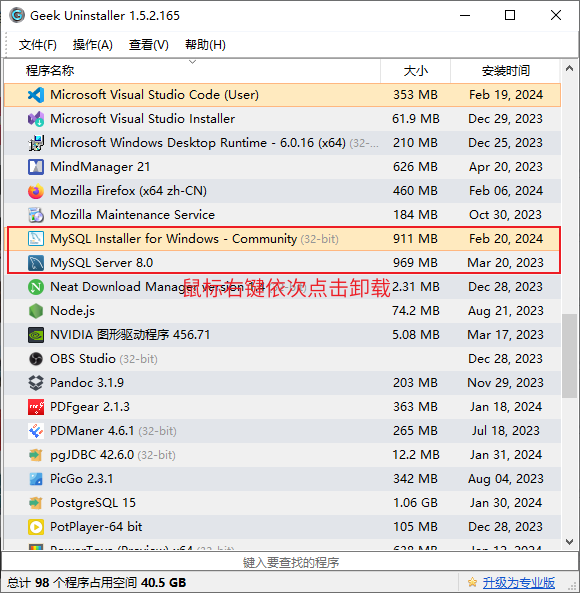 Geek Uninstaller 1.5.2.165
文件(F) 操作(A) 查看(V) 帮助(H)
程序名称 大小 安装时间
Microsoft Visual Studio Code (User) 353 MB Feb 19, 2024
Microsoft Visual Studio Installer 61.9 MB Dec 29, 2023
Microsoft Windows Desktop Runtime - 6.0.16 (x64) (32-... 210 MB Dec 25, 2023
MindManager 21 626 MB Apr 20, 2023
Mozilla Firefox (x64 zh-CN) 460 MB Feb 06, 2024
Mozilla Maintenance Service 184 MB Oct 30, 2023
MySQL Installer for Windows - Community (32-bit) 911 MB Feb 20, 2024
MySQL Server 8.0 969 MB Mar 20, 2023
鼠标右键依次点击卸载
Neat Download Manager version 2.31 MB Dec 28, 2023
Node.js 74.2 MB Aug 21, 2023
NVIDIA 图形驱动程序 456.71 5.08 MB Mar 17, 2023
OBS Studio (32-bit) Dec 28, 2023
Pandoc 3.1.9 203 MB Nov 29, 2023
PDFgear 2.1.3 363 MB Jan 18, 2024
PDManer 4.6.1 (32-bit) 265 MB Jul 18, 2023
pgJDBC 42.6.0 (32-bit) 12.2 MB Jan 31, 2024
PicGo 2.3.1 342 MB Aug 04, 2023
PostgreSQL 15 1.06 GB Jan 30, 2024
PotPlayer-64 bit 105 MB Dec 28, 2023
PowerToys (Preview) x64 (32-bit) 638 MB Jan 12, 2024
键入要查找的程序
总计 98 个程序占用空间 40.5 GB 升级为专业版